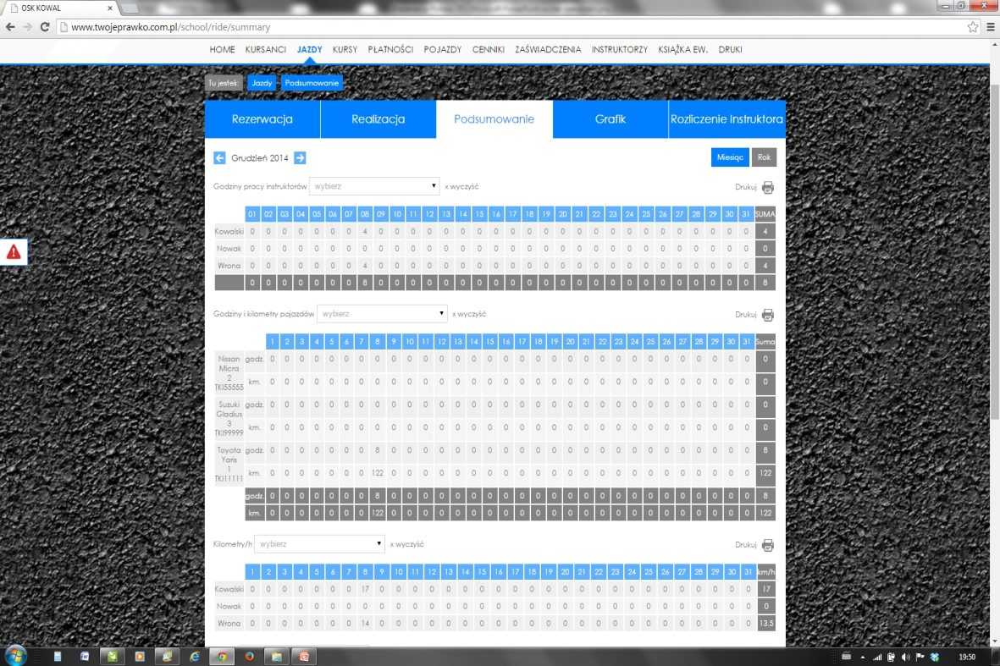 OSK KOWAL x
www.twojeprawko.com.pl/school/ride/summary
HOME KURSANCI JAZDY KURSY PŁATNOŚCI POJAZDY CENNIKI ZAŚWIADCZENIA INSTRUKTORZY KSIĄŻKA EW. DRUKI
Tu jesteś: Jazdy Podsumowanie
Rezerwacja Realizacja Podsumowanie Grafik Rozliczenie Instruktora
Grudzień 2014 Miesiąc Rok
Godziny pracy instruktorów wybierz x wyczyść Drukuj
01 02 03 04 05 06 07 08 09 10 11 12 13 14 15 16 17 18 19 20 21 22 23 24 25 26 27 28 29 30 31 SUMA
Kowalski 0 0 0 0 0 0 0 4 0 0 0 0 0 0 0 0 0 0 0 0 0 0 0 0 0 0 0 0 0 0 0 4
Nowak 0 0 0 0 0 0 0 0 0 0 0 0 0 0 0 0 0 0 0 0 0 0 0 0 0 0 0 0 0 0 0 0
Wrona 0 0 0 0 0 0 0 4 0 0 0 0 0 0 0 0 0 0 0 0 0 0 0 0 0 0 0 0 0 0 0 4
0 0 0 0 0 0 0 8 0 0 0 0 0 0 0 0 0 0 0 0 0 0 0 0 0 0 0 0 0 0 0 8
Godziny i kilometry pojazdów wybierz x wyczyść Drukuj
1 2 3 4 5 6 7 8 9 10 11 12 13 14 15 16 17 18 19 20 21 22 23 24 25 26 27 28 29 30 31 Suma
Nissan godz. 0 0 0 0 0 0 0 0 0 0 0 0 0 0 0 0 0 0 0 0 0 0 0 0 0 0 0 0 0 0 0 0
Micra
2
TKI55555 km. 0 0 0 0 0 0 0 0 0 0 0 0 0 0 0 0 0 0 0 0 0 0 0 0 0 0 0 0 0 0 0 0
Suzuki godz. 0 0 0 0 0 0 0 0 0 0 0 0 0 0 0 0 0 0 0 0 0 0 0 0 0 0 0 0 0 0 0 0
Gladius
3
TKI99999 km. 0 0 0 0 0 0 0 0 0 0 0 0 0 0 0 0 0 0 0 0 0 0 0 0 0 0 0 0 0 0 0 0
Toyota godz. 0 0 0 0 0 0 0 8 0 0 0 0 0 0 0 0 0 0 0 0 0 0 0 0 0 0 0 0 0 0 0 8
Yaris
1
TKI11111 km. 0 0 0 0 0 0 0 122 0 0 0 0 0 0 0 0 0 0 0 0 0 0 0 0 0 0 0 0 0 0 0 122
godz. 0 0 0 0 0 0 0 8 0 0 0 0 0 0 0 0 0 0 0 0 0 0 0 0 0 0 0 0 0 0 0 8
km. 0 0 0 0 0 0 0 122 0 0 0 0 0 0 0 0 0 0 0 0 0 0 0 0 0 0 0 0 0 0 0 122
Kilometry/h wybierz x wyczyść Drukuj
1 2 3 4 5 6 7 8 9 10 11 12 13 14 15 16 17 18 19 20 21 22 23 24 25 26 27 28 29 30 31 km/h
Kowalski 0 0 0 0 0 0 0 17 0 0 0 0 0 0 0 0 0 0 0 0 0 0 0 0 0 0 0 0 0 0 0 17
Nowak 0 0 0 0 0 0 0 0 0 0 0 0 0 0 0 0 0 0 0 0 0 0 0 0 0 0 0 0 0 0 0 0
Wrona 0 0 0 0 0 0 0 14 0 0 0 0 0 0 0 0 0 0 0 0 0 0 0 0 0 0 0 0 0 0 0 13.5
19:50